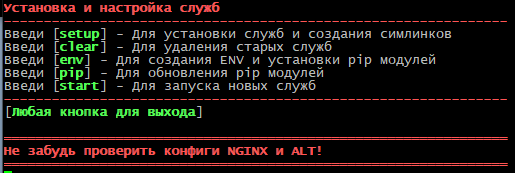 Установка и настройка служб
Введи [setup] - Для установки служб и создания симлинков
Введи [clear] - Для удаления старых служб
Введи [env] - Для создания ENV и установки pip модулей
Введи [pip] - Для обновления pip модулей
Введи [start] - Для запуска новых служб
[Любая кнопка для выхода]
Не забудь проверить конфиги NGINX и ALT!